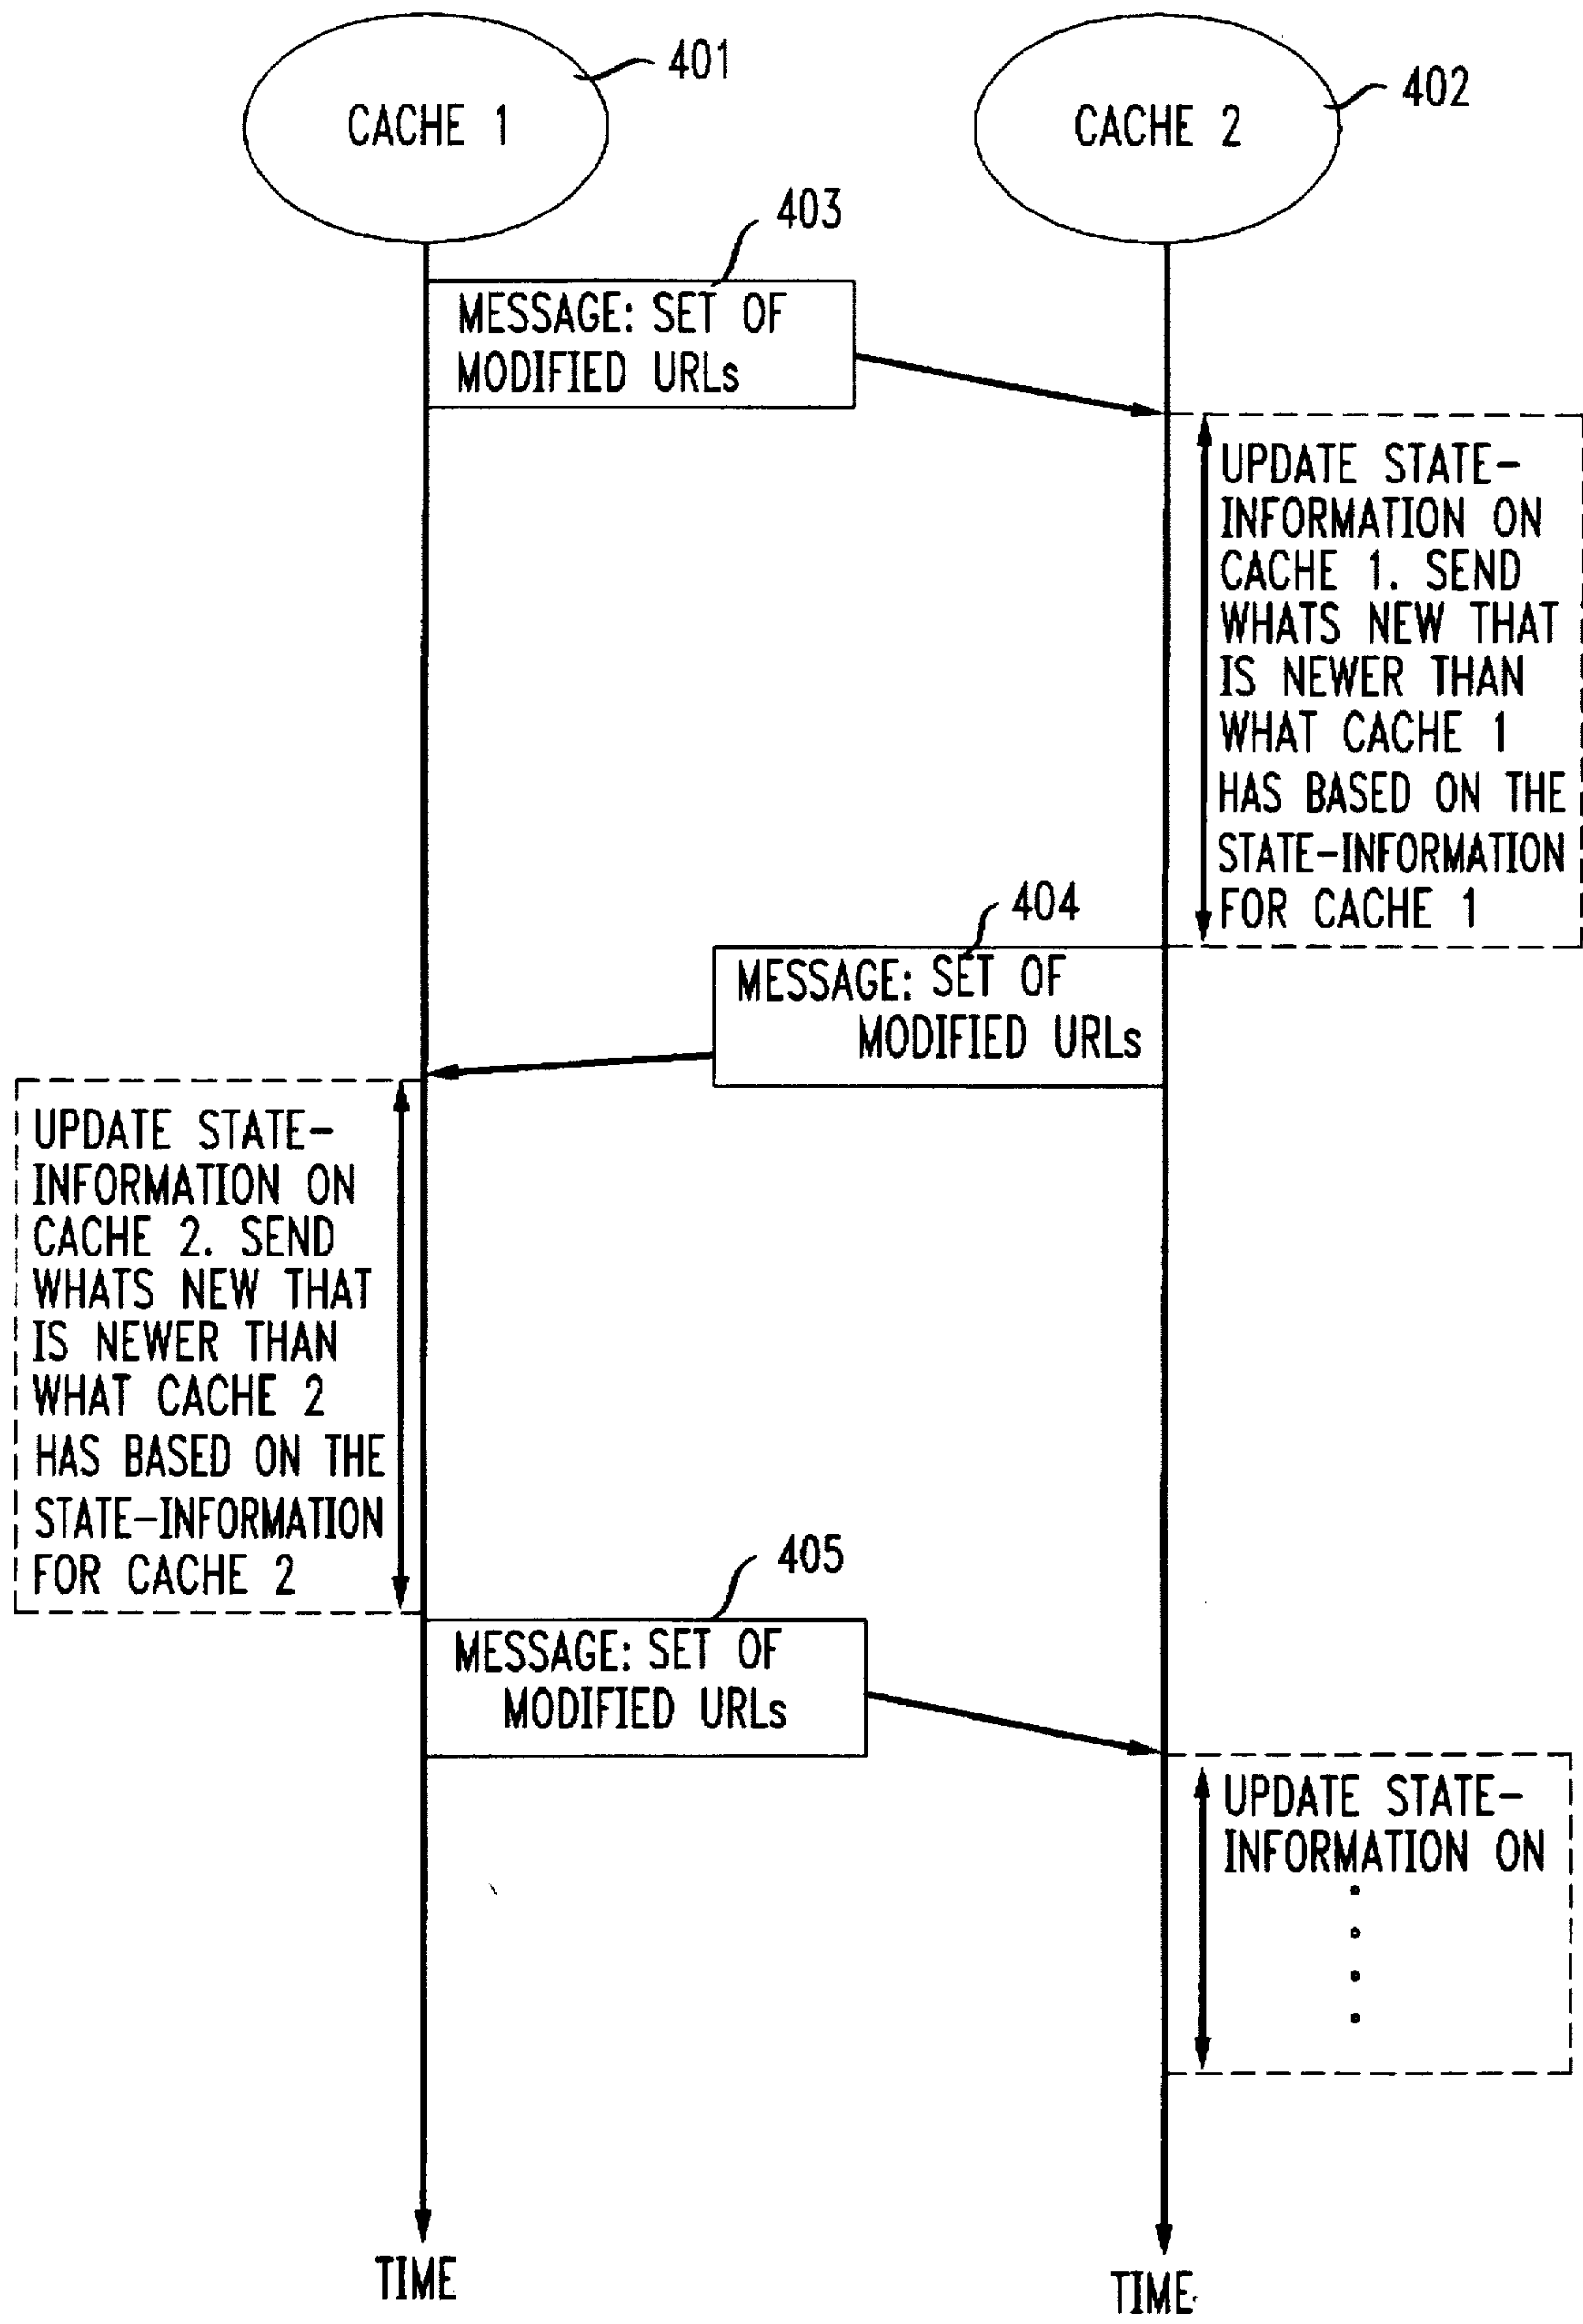 401
CACHE 1
402
CACHE 2
403
MESSAGE: SET OF
MODIFIED URLs
UPDATE STATE-
INFORMATION ON
CACHE 1. SEND
WHATS NEW THAT
IS NEWER THAN
WHAT CACHE 1
HAS BASED ON THE
STATE-INFORMATION
FOR CACHE 1
404
MESSAGE: SET OF
MODIFIED URLs
UPDATE STATE-
INFORMATION ON
CACHE 2. SEND
WHATS NEW THAT
IS NEWER THAN
WHAT CACHE 2
HAS BASED ON THE
STATE-INFORMATION
FOR CACHE 2
405
MESSAGE: SET OF
MODIFIED URLs
UPDATE STATE-
INFORMATION ON
TIME
TIME